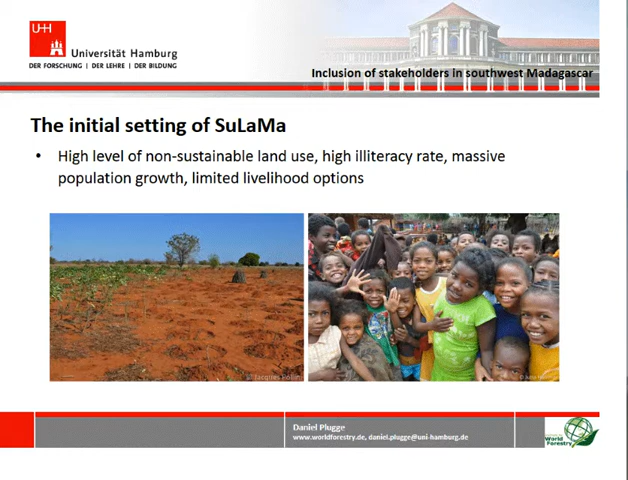 UH
Universität Hamburg
DER FORSCHUNG | DER LEHRE | DER BILDUNG
Inclusion of stakeholders in southwest Madagascar
The initial setting of SuLaMa
• High level of non-sustainable land use, high illiteracy rate, massive
population growth, limited livelihood options
Daniel Plugge
www.worldforestry.de, daniel.plugge@uni-hamburg.de
World
Forestry